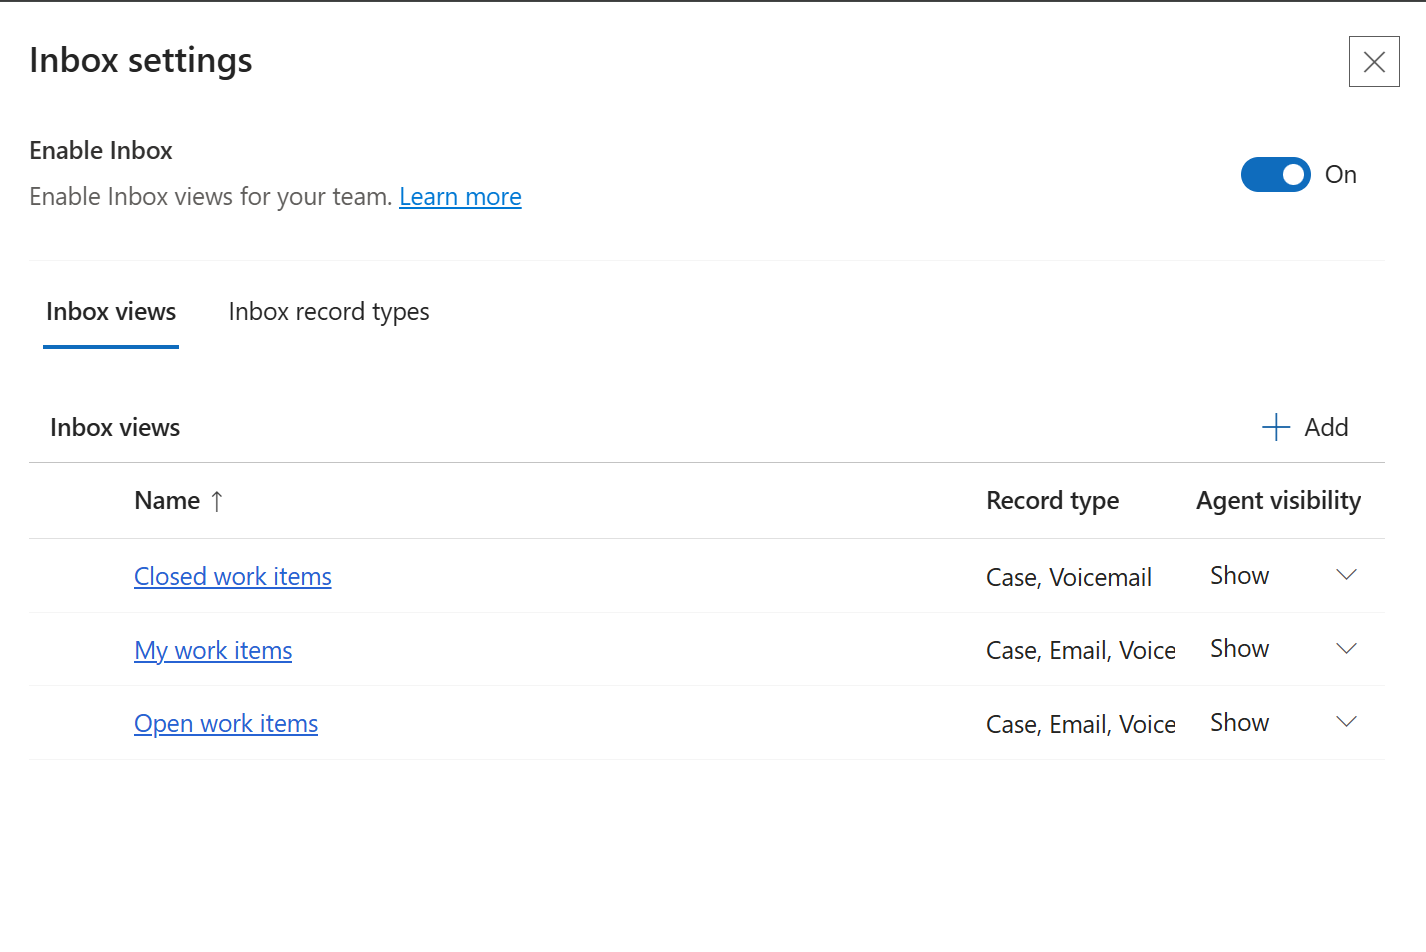 Inbox settings
Enable Inbox
On
Enable Inbox views for your team. Learn more
Inbox views Inbox record types
Inbox views Add
Name ↑ Record type Agent visibility
Closed work items Case, Voicemail Show
My work items Case, Email, Voice Show
Open work items Case, Email, Voice Show